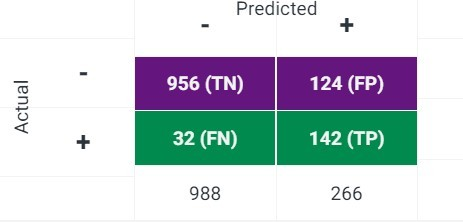 Predicted
- +
Actual
- 956 (TN) 124 (FP)
+ 32 (FN) 142 (TP)
988 266